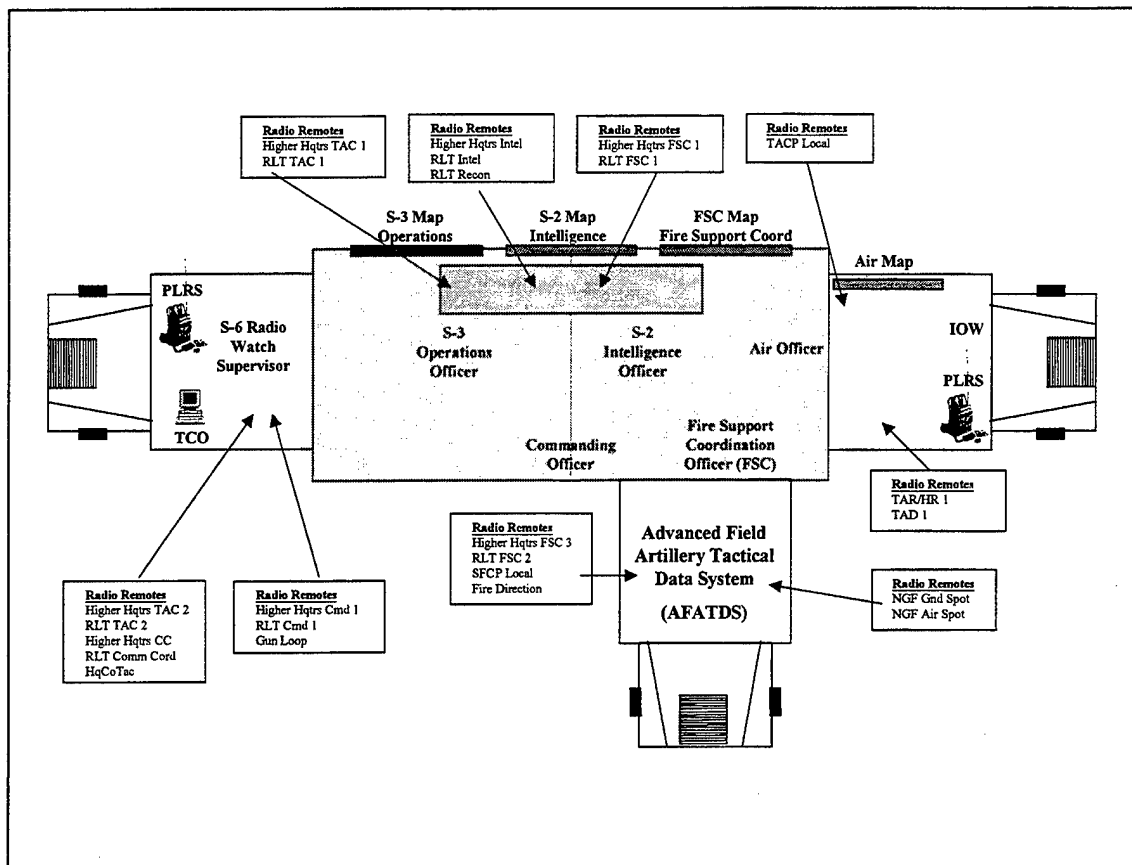 Radio Remotes
Higher Hqtrs TAC 1
RLT TAC 1
Radio Remotes
Higher Hqtrs Intel
RLT Intel
RLT Recon
Radio Remotes
Higher Hqtrs FSC 1
RLT FSC 1
Radio Remotes
TACP Local
S-3 Map
Operations
S-2 Map
Intelligence
FSC Map
Fire Support Coord
Air Map
PLRS
S-6 Radio
Watch
Supervisor
TCO
S-3
Operations
Officer
S-2
Intelligence
Officer
Air Officer
IOW
PLRS
Commanding
Officer
Fire Support
Coordination
Officer (FSC)
Radio Remotes
TAR/HR 1
TAD 1
Radio Remotes
Higher Hqtrs FSC 3
RLT FSC 2
SFCP Local
Fire Direction
Advanced Field
Artillery Tactical
Data System
(AFATDS)
Radio Remotes
NGF Gnd Spot
NGF Air Spot
Radio Remotes
Higher Hqtrs TAC 2
RLT TAC 2
Higher Hqtrs CC
RLT Comm Cord
HqCoTac
Radio Remotes
Higher Hqtrs Cmd 1
RLT Cmd 1
Gun Loop